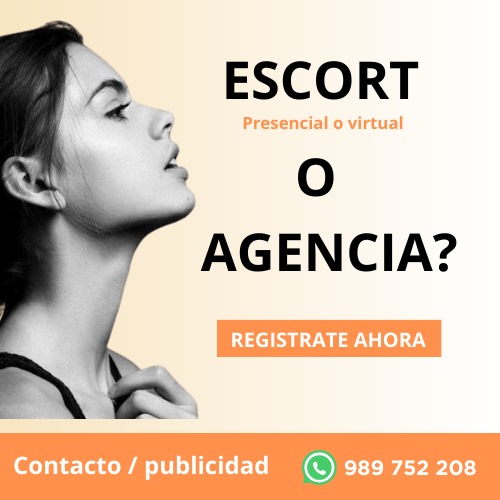 ESCORT
Presencial o virtual
O
AGENCIA?
REGISTRATE AHORA
Contacto / publicidad
989 752 208